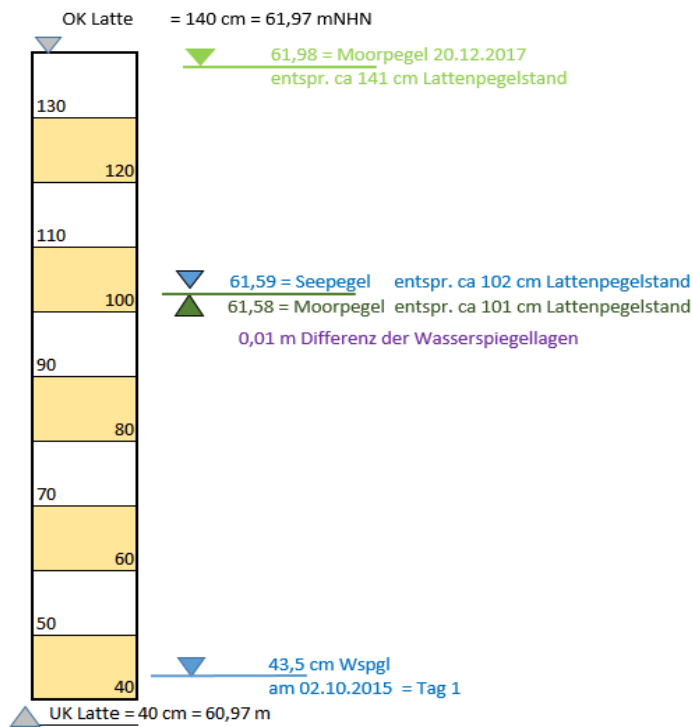 OK Latte = 140 cm = 61,97 mNHN
61,98 = Moorpegel 20.12.2017
entspr. ca 141 cm Lattenpegelstand
130
120
110
61,59 = Seepegel entspr. ca 102 cm Lattenpegelstand
100
61,58 = Moorpegel entspr. ca 101 cm Lattenpegelstand
0,01 m Differenz der Wasserspiegellagen
90
80
70
60
50
43,5 cm Wspgl
am 02.10.2015 = Tag 1
40
UK Latte = 40 cm = 60,97 m